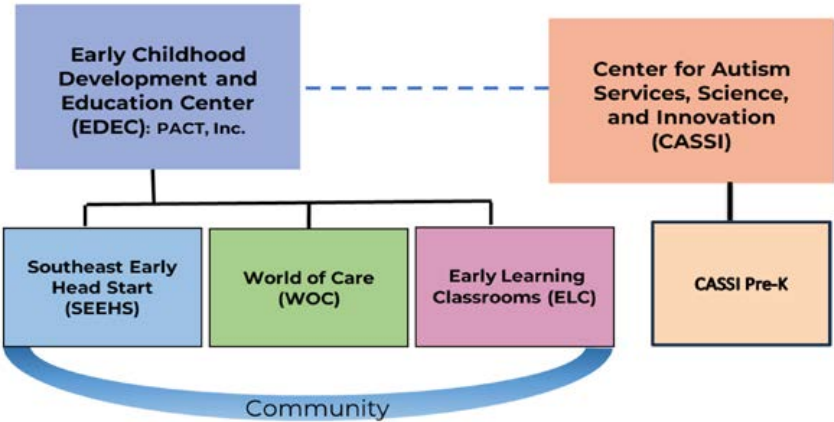 Early Childhood
Development and
Education Center
(EDEC): PACT, Inc.
Center for Autism
Services, Science,
and Innovation
(CASSI)
Southeast Early
Head Start
(SEEHS)
World of Care
(WOC)
Early Learning
Classrooms (ELC)
CASSI Pre-K
Community